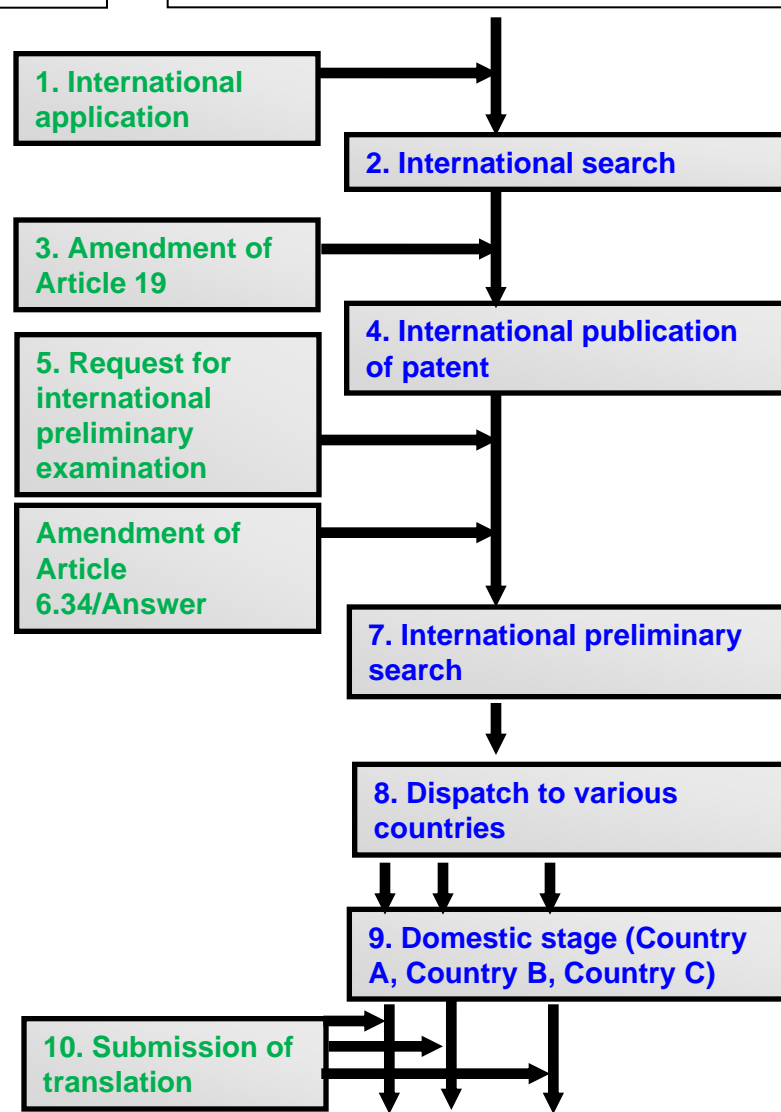 1. International
application
2. International search
3. Amendment of
Article 19
4. International publication
of patent
5. Request for
international
preliminary
examination
Amendment of
Article
6.34/Answer
7. International preliminary
search
8. Dispatch to various
countries
9. Domestic stage (Country
A, Country B, Country C)
10. Submission of
translation